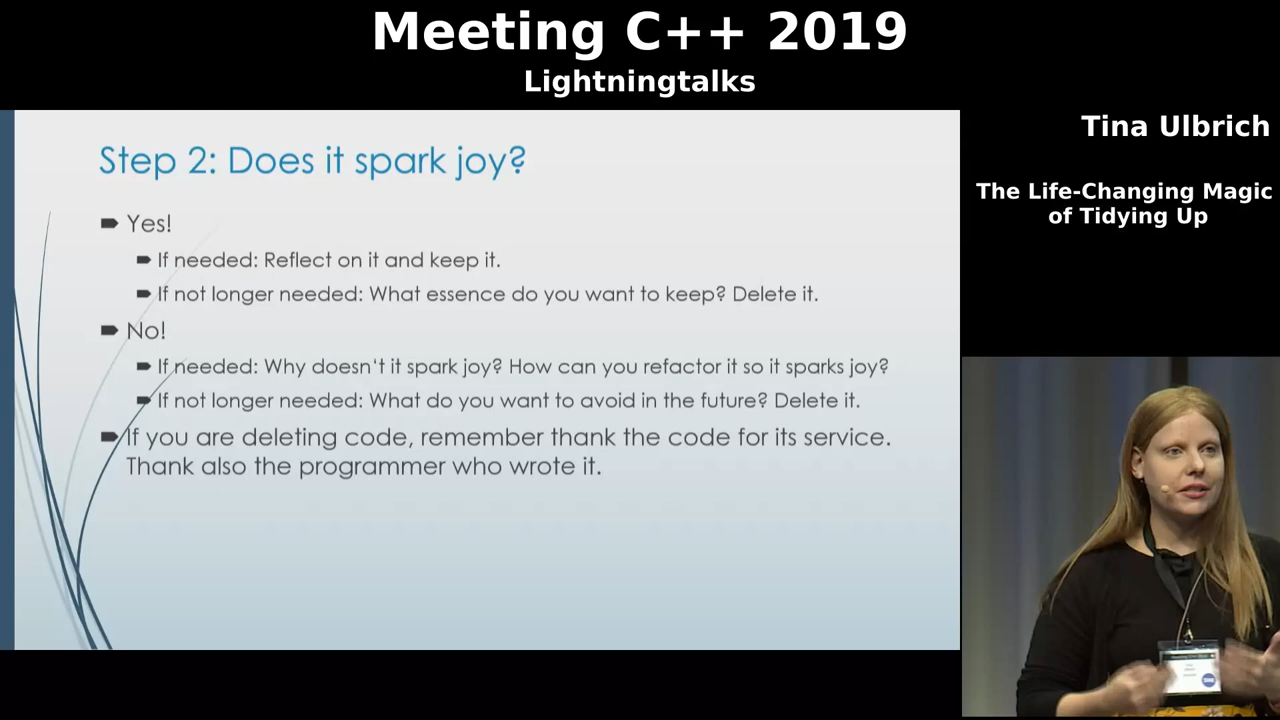 Meeting C++ 2019
Lightningtalks
Tina Ulbrich
The Life-Changing Magic
of Tidying Up
Step 2: Does it spark joy?
Yes!
If needed: Reflect on it and keep it.
If not longer needed: What essence do you want to keep? Delete it.
No!
If needed: Why doesn‘t it spark joy? How can you refactor it so it sparks joy?
If not longer needed: What do you want to avoid in the future? Delete it.
If you are deleting code, remember thank the code for its service.
Thank also the programmer who wrote it.